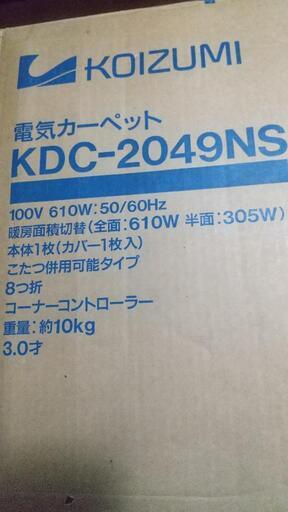 KOIZUMI
電気カーペット
KDC-2049NS
100V 610W:50/60Hz
暖房面積切替(全面:610W 半面:305W)
本体1枚(カバー1枚入)
こたつ併用可能タイプ
8つ折
コーナーコントローラー
重量:約10kg
3.0才